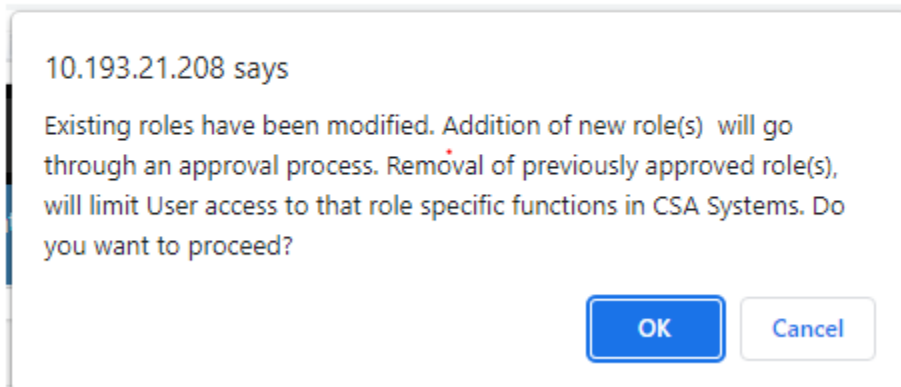 10.193.21.208 says
Existing roles have been modified. Addition of new role(s)  will go
through an approval process. Removal of previously approved role(s),
will limit User access to that role specific functions in CSA Systems. Do
you want to proceed?
OK
Cancel